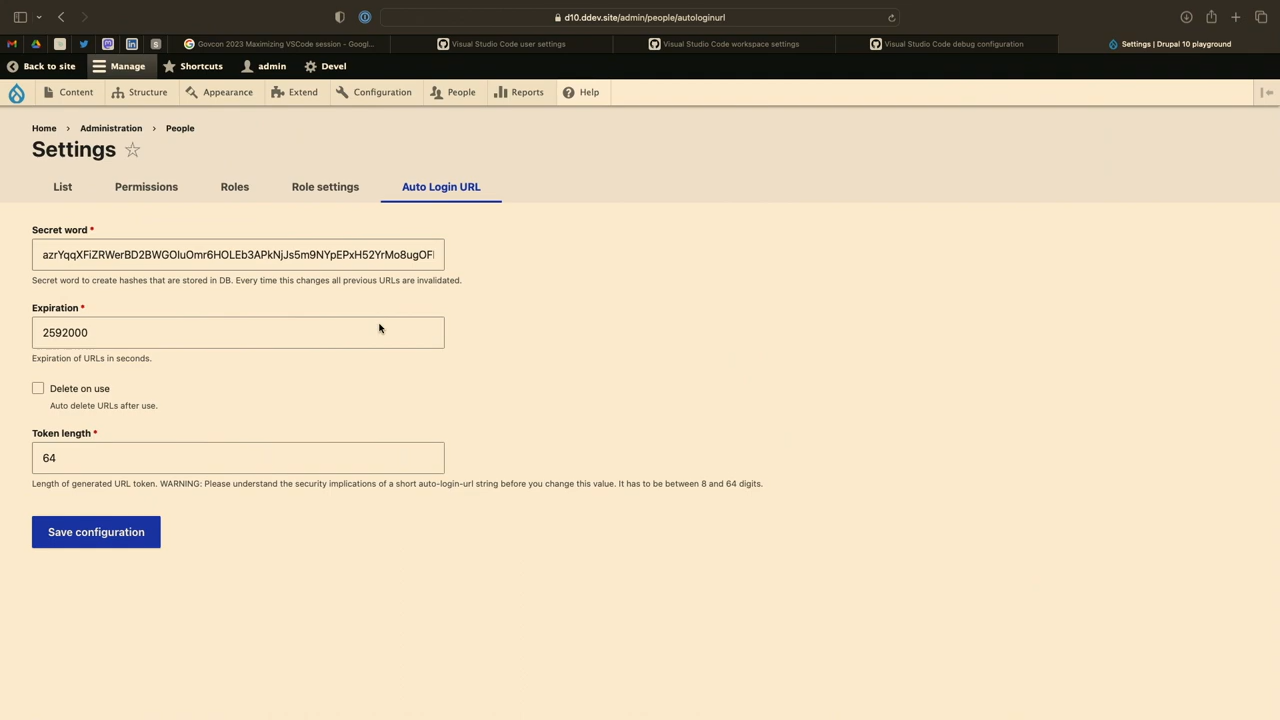 d10.ddev.site/admin/people/autologinurl
Govcon 2023 Maximizing VSCode session - Googl...
Visual Studio Code user settings
Visual Studio Code workspace settings
Visual Studio Code debug configuration
Settings | Drupal 10 playground
Back to site
Manage
Shortcuts
admin
Devel
Content
Structure
Appearance
Extend
Configuration
People
Reports
Help
Home › Administration › People
Settings
List
Permissions
Roles
Role settings
Auto Login URL
Secret word *
azrYqqXFiZRWerBD2BWGOIuOmr6HOLEb3APkNjJs5m9NYpEPxH52YrMo8ugOF
Secret word to create hashes that are stored in DB. Every time this changes all previous URLs are invalidated.
Expiration *
2592000
Expiration of URLs in seconds.
Delete on use
Auto delete URLs after use.
Token length *
64
Length of generated URL token. WARNING: Please understand the security implications of a short auto-login-url string before you change this value. It has to be between 8 and 64 digits.
Save configuration